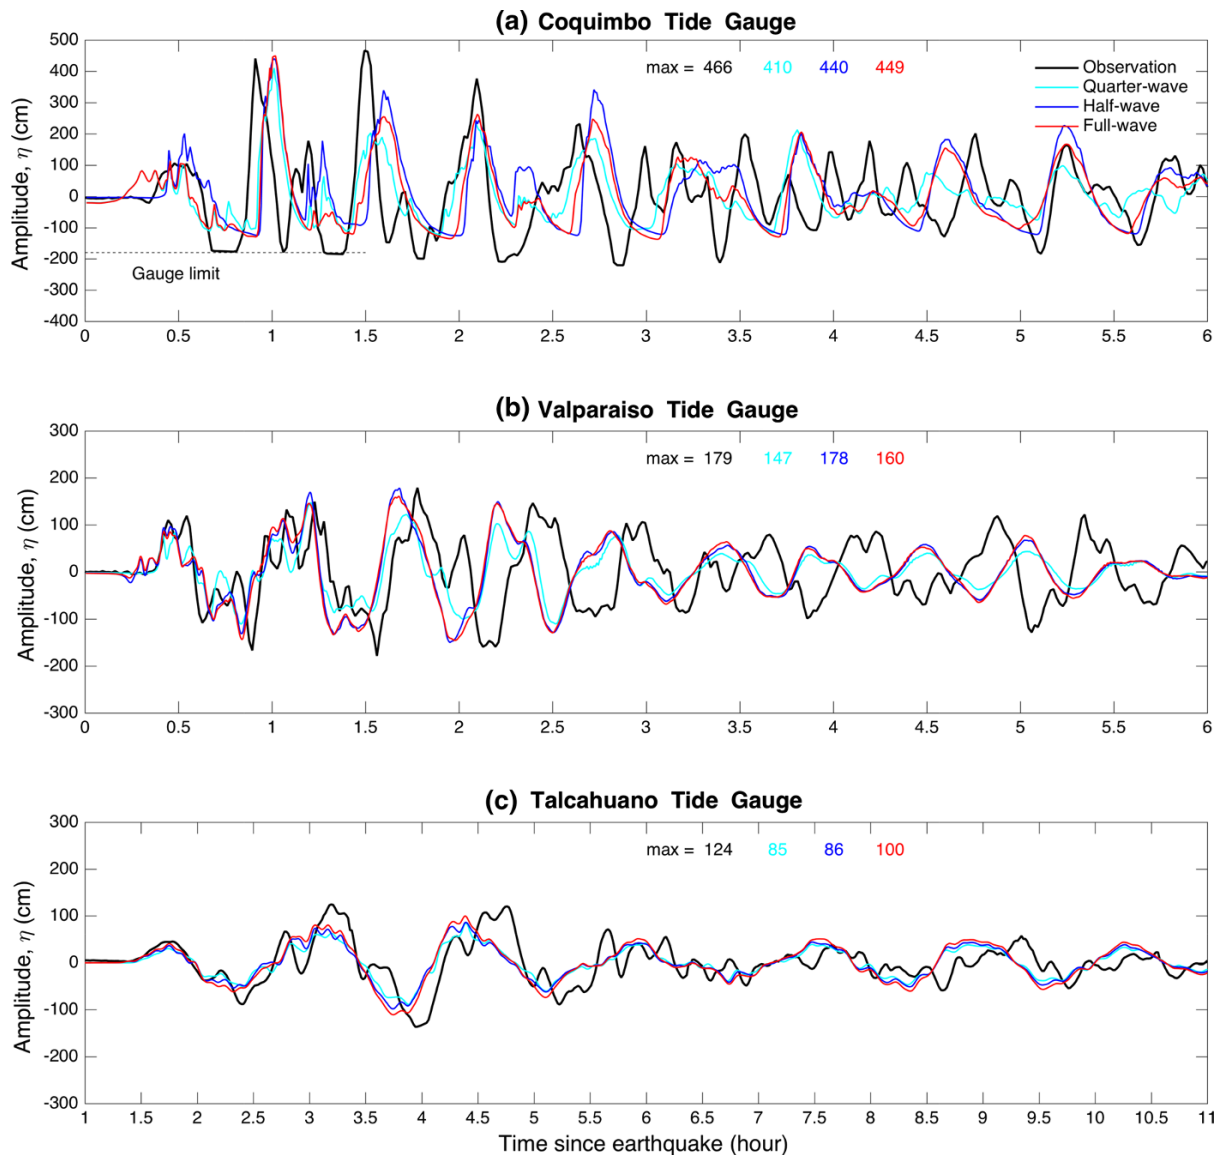 (a) Coquimbo Tide Gauge
500
400
300
200
100
0
-100
-200
-300
-400
Amplitude, η (cm)
max = 466 410 440 449
Observation
Quarter-wave
Half-wave
Full-wave
Gauge limit
0 0.5 1 1.5 2 2.5 3 3.5 4 4.5 5 5.5 6
(b) Valparaiso Tide Gauge
300
200
100
0
-100
-200
-300
Amplitude, η (cm)
max = 179 147 178 160
0 0.5 1 1.5 2 2.5 3 3.5 4 4.5 5 5.5 6
(c) Talcahuano Tide Gauge
300
200
100
0
-100
-200
-300
Amplitude, η (cm)
max = 124 85 86 100
1 1.5 2 2.5 3 3.5 4 4.5 5 5.5 6 6.5 7 7.5 8 8.5 9 9.5 10 10.5 11
Time since earthquake (hour)